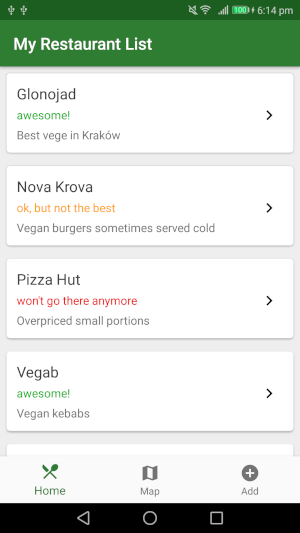 100 6:14 pm
My Restaurant List
Glonojad
awesome!
Best vege in Kraków
Nova Krova
ok, but not the best
Vegan burgers sometimes served cold
Pizza Hut
won't go there anymore
Overpriced small portions
Vegab
awesome!
Vegan kebabs
Home Map Add